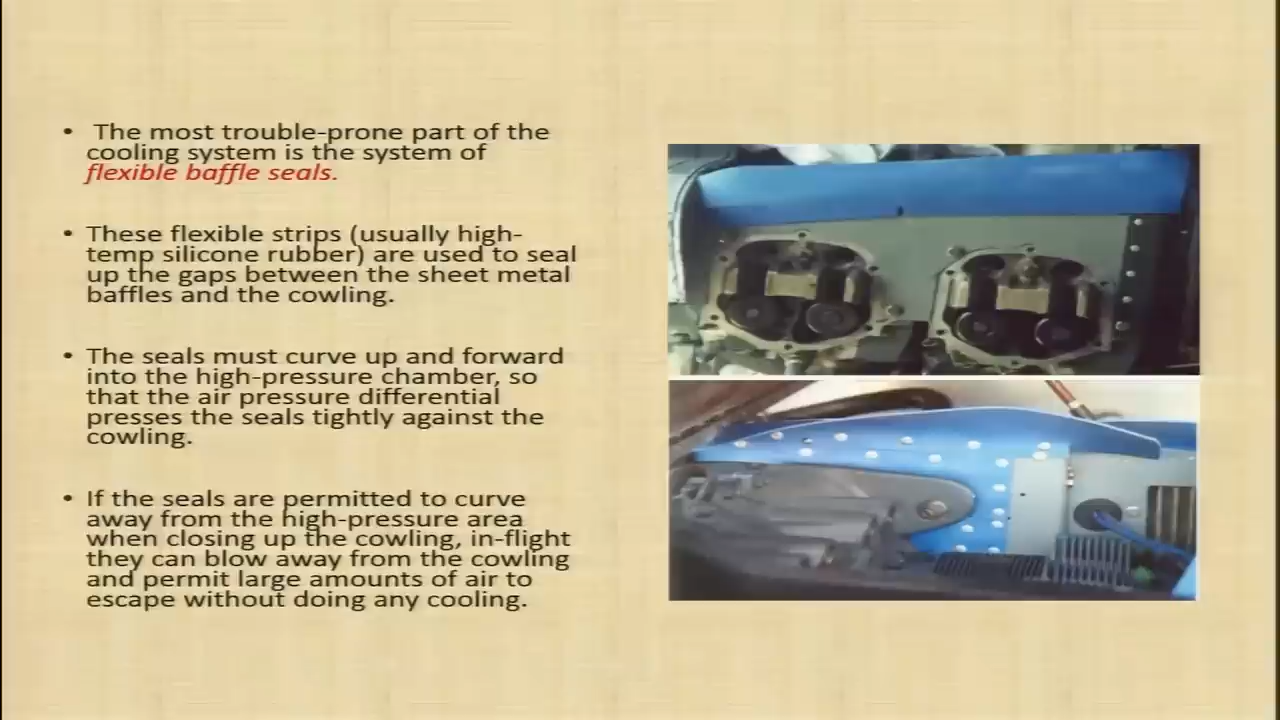 • The most trouble-prone part of the
cooling system is the system of
flexible baffle seals.
• These flexible strips (usually high-
temp silicone rubber) are used to seal
up the gaps between the sheet metal
baffles and the cowling.
• The seals must curve up and forward
into the high-pressure chamber, so
that the air pressure differential
presses the seals tightly against the
cowling.
• If the seals are permitted to curve
away from the high-pressure area
when closing up the cowling, in-flight
they can blow away from the cowling
and permit large amounts of air to
escape without doing any cooling.